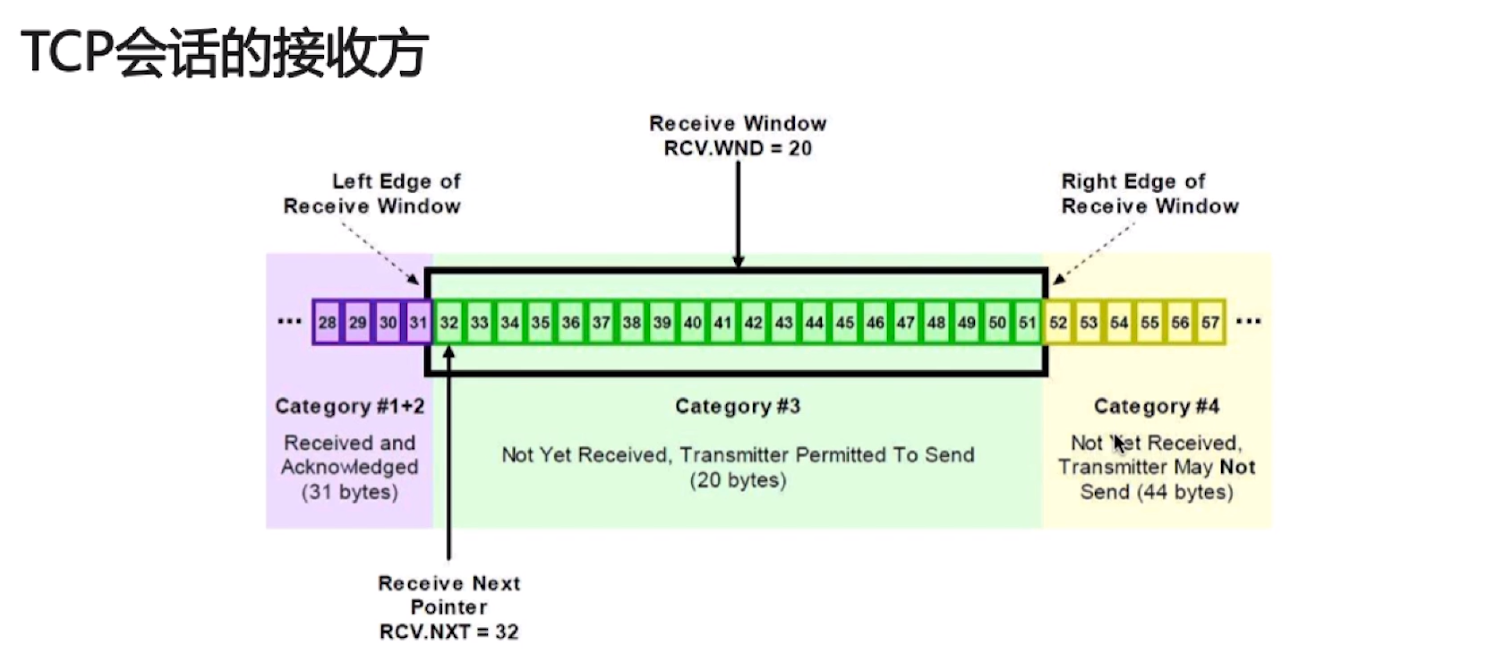 TCP会话的接收方
Receive Window
RCV.WND = 20
Left Edge of
Receive Window
Right Edge of
Receive Window
... 28 29 30 31 32 33 34 35 36 37 38 39 40 41 42 43 44 45 46 47 48 49 50 51 52 53 54 55 56 57 ...
Category #1+2
Received and
Acknowledged
(31 bytes)
Category #3
Not Yet Received, Transmitter Permitted To Send
(20 bytes)
Category #4
Not Yet Received,
Transmitter May Not
Send (44 bytes)
Receive Next
Pointer
RCV.NXT = 32